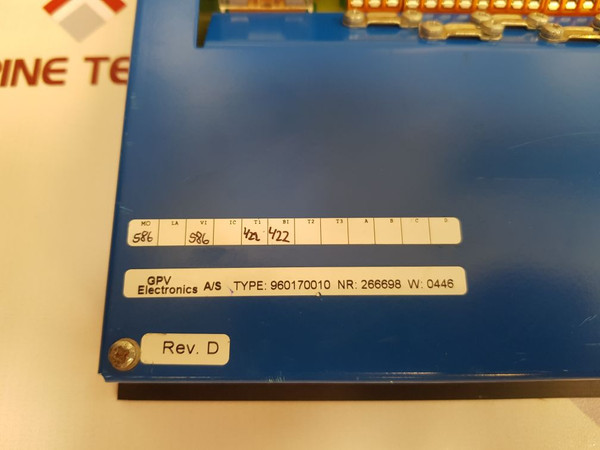 RINE TE
MO LA VI IC T1 BI T2 T3 A B C
586 586 422 422
GPV
Electronics A/S TYPE: 960170010 NR: 266698 W: 0446
Rev. D